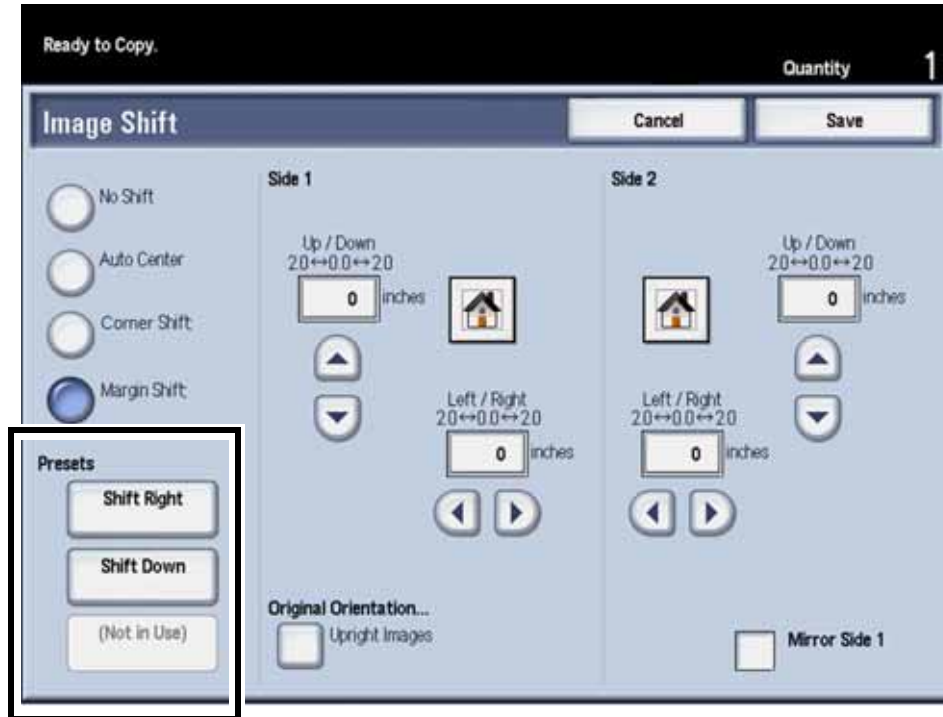 Ready to Copy.
Quantity 1
Image Shift
Cancel
Save
No Shift
Auto Center
Corner Shift
Margin Shift
Presets
Shift Right
Shift Down
(Not in Use)
Side 1
Up / Down
2.0↔0.0↔2.0
0 inches
Left / Right
2.0↔0.0↔2.0
0 inches
Original Orientation...
Upright Images
Side 2
Up / Down
2.0↔0.0↔2.0
0 inches
Left / Right
2.0↔0.0↔2.0
0 inches
Mirror Side 1